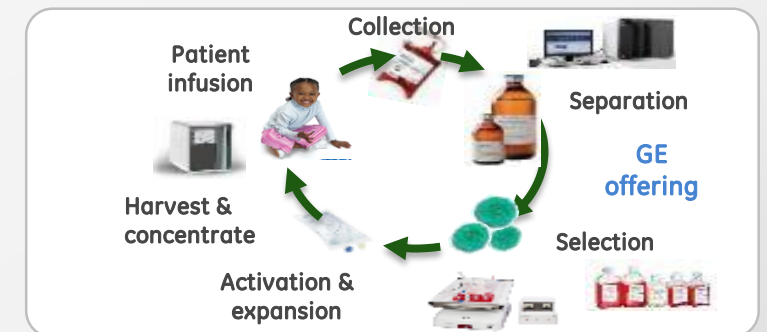 Collection
Patient
infusion
Separation
GE
offering
Harvest &
concentrate
Selection
Activation &
expansion